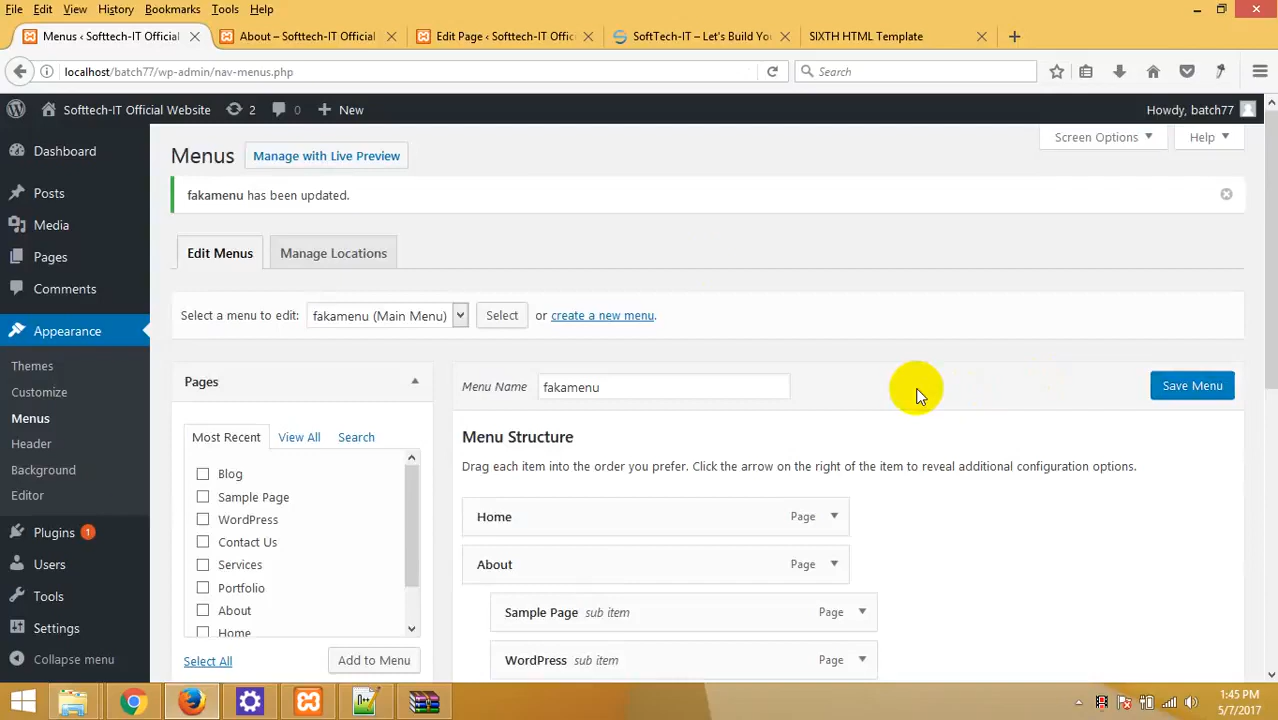 File Edit View History Bookmarks Tools Help
Menus ‹ Softtech-IT Official
About – Softtech-IT Official
Edit Page ‹ Softtech-IT Offic
SoftTech-IT – Let's Build Yo
SIXTH HTML Template
localhost/batch77/wp-admin/nav-menus.php
Search
Softtech-IT Official Website 2 0 New
Howdy, batch77
Screen Options
Help
Dashboard
Posts
Media
Pages
Comments
Appearance
Themes
Customize
Menus
Header
Background
Editor
Plugins 1
Users
Tools
Settings
Collapse menu
Menus Manage with Live Preview
fakamenu has been updated.
Edit Menus Manage Locations
Select a menu to edit: fakamenu (Main Menu) Select or create a new menu.
Pages
Most Recent View All Search
Blog
Sample Page
WordPress
Contact Us
Services
Portfolio
About
Home
Select All Add to Menu
Menu Name fakamenu Save Menu
Menu Structure
Drag each item into the order you prefer. Click the arrow on the right of the item to reveal additional configuration options.
Home Page
About Page
Sample Page sub item Page
WordPress sub item Page
1:45 PM
5/7/2017